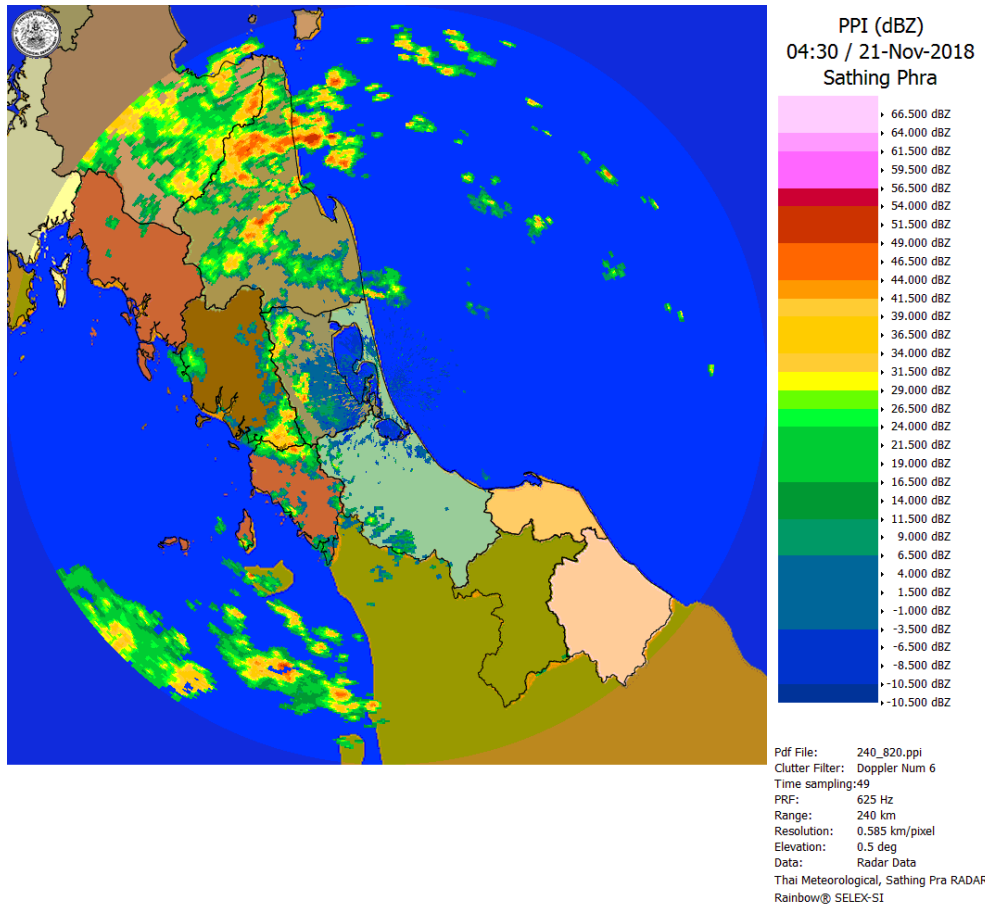 PPI (dBZ)
04:30 / 21-Nov-2018
Sathing Phra
66.500 dBZ
64.000 dBZ
61.500 dBZ
59.500 dBZ
56.500 dBZ
54.000 dBZ
51.500 dBZ
49.000 dBZ
46.500 dBZ
44.000 dBZ
41.500 dBZ
39.000 dBZ
36.500 dBZ
34.000 dBZ
31.500 dBZ
29.000 dBZ
26.500 dBZ
24.000 dBZ
21.500 dBZ
19.000 dBZ
16.500 dBZ
14.000 dBZ
11.500 dBZ
9.000 dBZ
6.500 dBZ
4.000 dBZ
1.500 dBZ
-1.000 dBZ
-3.500 dBZ
-6.500 dBZ
-8.500 dBZ
-10.500 dBZ
-10.500 dBZ
Pdf File: 240_820.ppi
Clutter Filter: Doppler Num 6
Time sampling:49
PRF: 625 Hz
Range: 240 km
Resolution: 0.585 km/pixel
Elevation: 0.5 deg
Data: Radar Data
Thai Meteorological, Sathing Pra RADAR
Rainbow® SELEX-SI